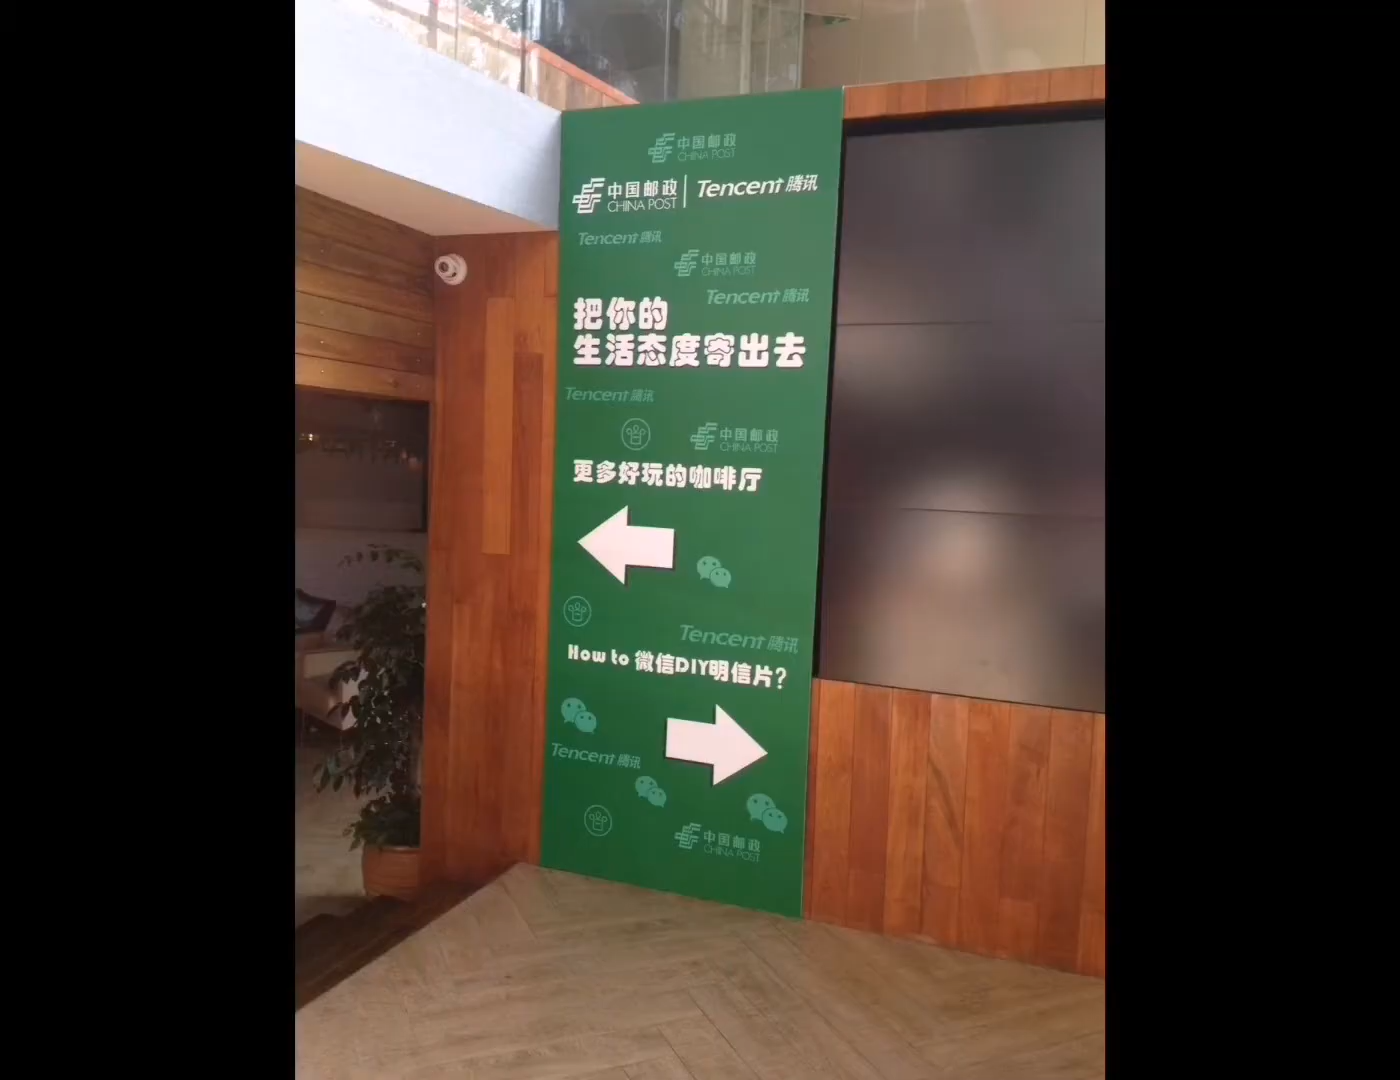 中国邮政
CHINA POST
中国邮政 Tencent 腾讯
CHINA POST
Tencent 腾讯
中国邮政
CHINA POST
Tencent 腾讯
把你的
生活态度寄出去
Tencent 腾讯
中国邮政
CHINA POST
更多好玩的咖啡厅
Tencent 腾讯
How to 微信DIY明信片?
Tencent 腾讯
中国邮政
CHINA POST